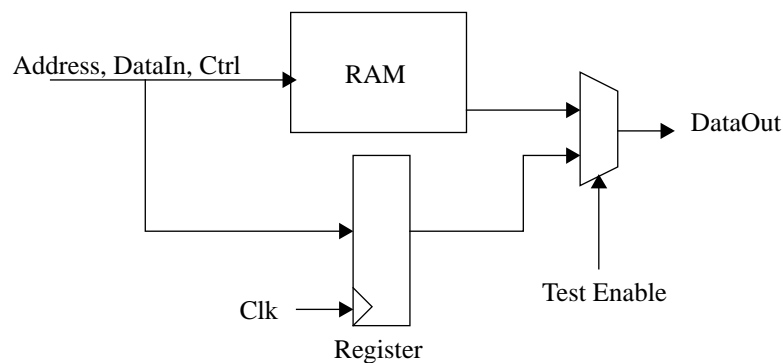 RAM
Address, DataIn, Ctrl
DataOut
Clk
Test Enable
Register